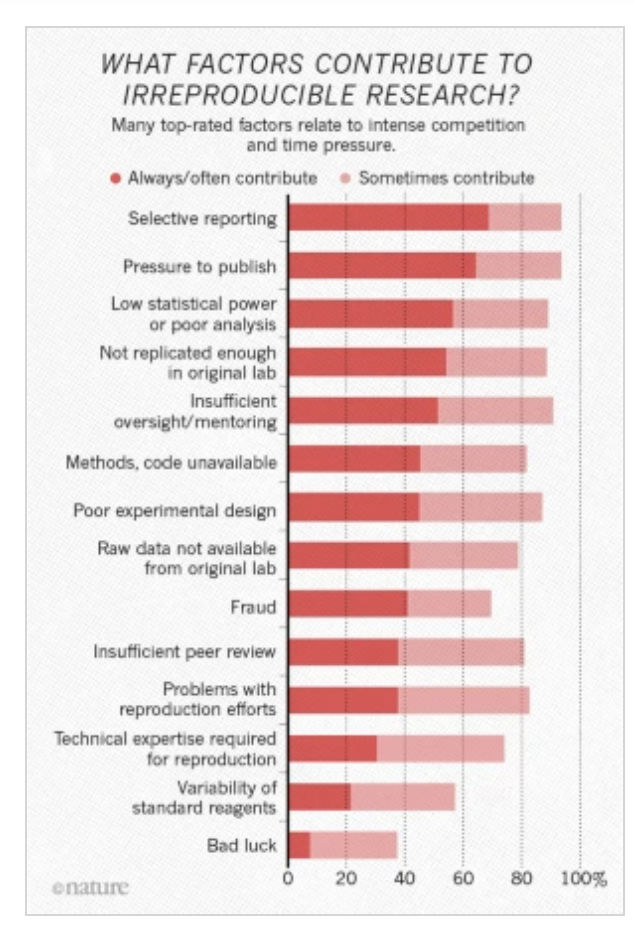 WHAT FACTORS CONTRIBUTE TO
IRREPRODUCIBLE RESEARCH?
Many top-rated factors relate to intense competition
and time pressure.
Always/often contribute Sometimes contribute
Selective reporting
Pressure to publish
Low statistical power
or poor analysis
Not replicated enough
in original lab
Insufficient
oversight/mentoring
Methods, code unavailable
Poor experimental design
Raw data not available
from original lab
Fraud
Insufficient peer review
Problems with
reproduction efforts
Technical expertise required
for reproduction
Variability of
standard reagents
Bad luck
0 20 40 60 80 100%
©nature